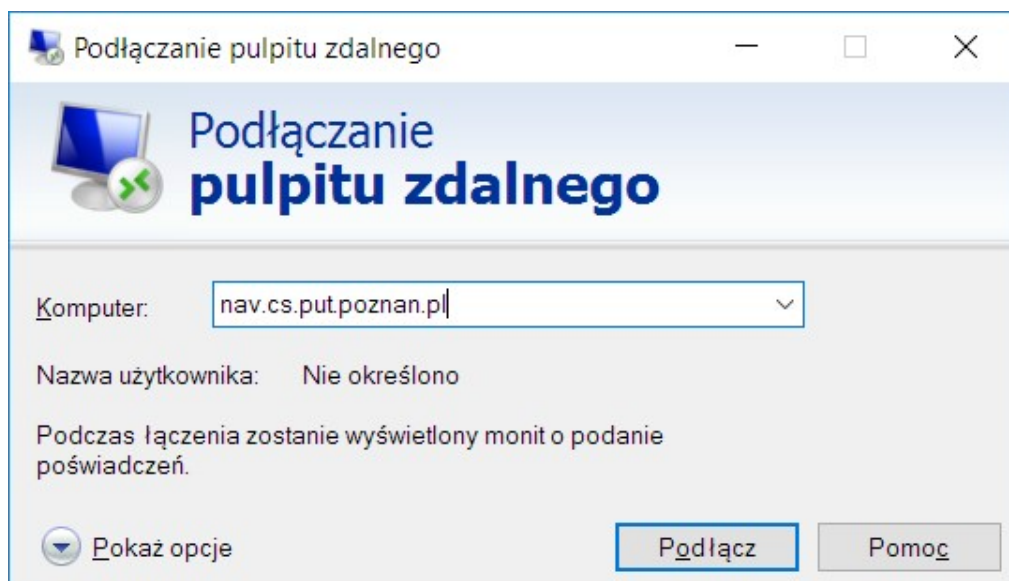 Podłączanie pulpitu zdalnego
Podłączanie
pulpitu zdalnego
Komputer:
nav.cs.put.poznan.pl
Nazwa użytkownika: Nie określono
Podczas łączenia zostanie wyświetlony monit o podanie
poświadczeń.
Pokaż opcje
Podłącz
Pomoc